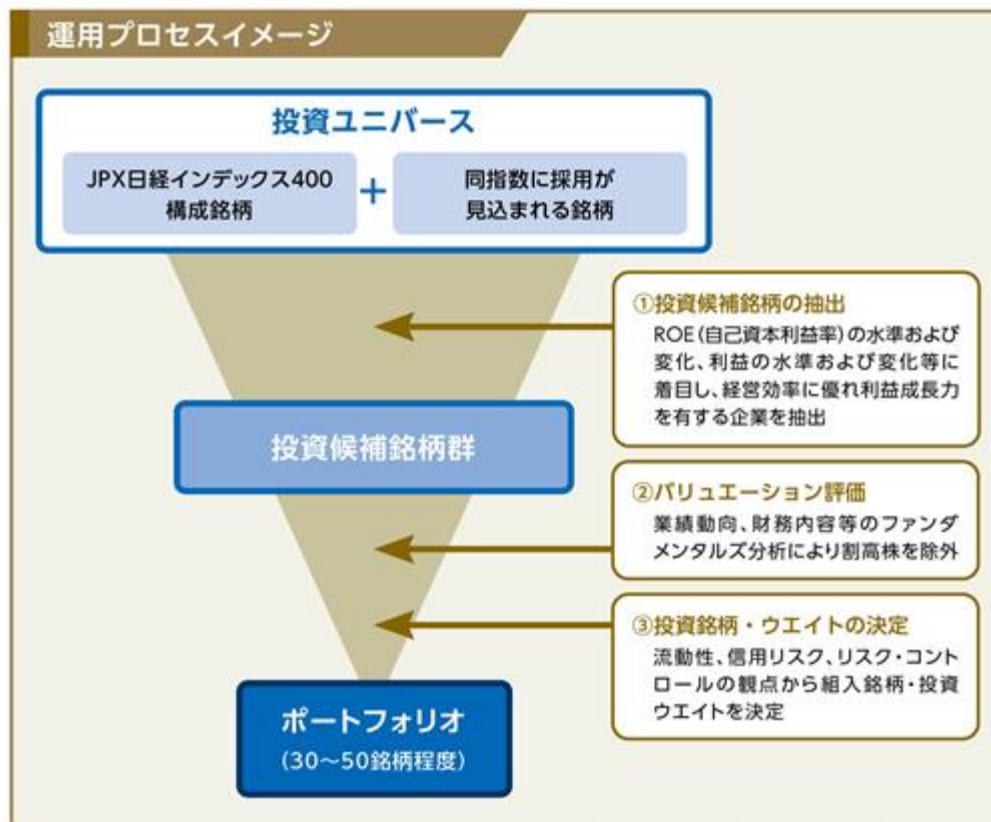 運用プロセスイメージ
投資ユニバース
JPX日経インデックス400
構成銘柄
+
同指数に採用が
見込まれる銘柄
①投資候補銘柄の抽出
ROE(自己資本利益率)の水準および
変化、利益の水準および変化等に
着目し、経営効率に優れ利益成長力
を有する企業を抽出
投資候補銘柄群
②バリュエーション評価
業績動向、財務内容等のファンダ
メンタルズ分析により割高株を除外
③投資銘柄・ウエイトの決定
流動性、信用リスク、リスク・コント
ロールの観点から組入銘柄・投資
ウエイトを決定
ポートフォリオ
(30〜50銘柄程度)